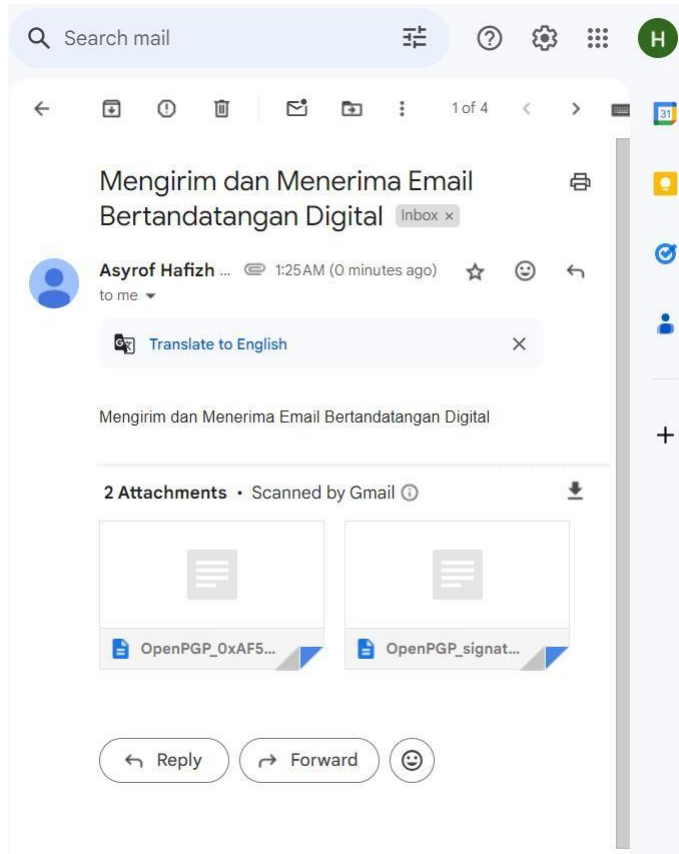 Search mail
H
1 of 4
31
Mengirim dan Menerima Email
Bertandatangan Digital Inbox ×
Asyrof Hafizh ... 1:25 AM (0 minutes ago)
to me
Translate to English
Mengirim dan Menerima Email Bertandatangan Digital
2 Attachments • Scanned by Gmail
OpenPGP_0xAF5... OpenPGP_signat...
Reply Forward